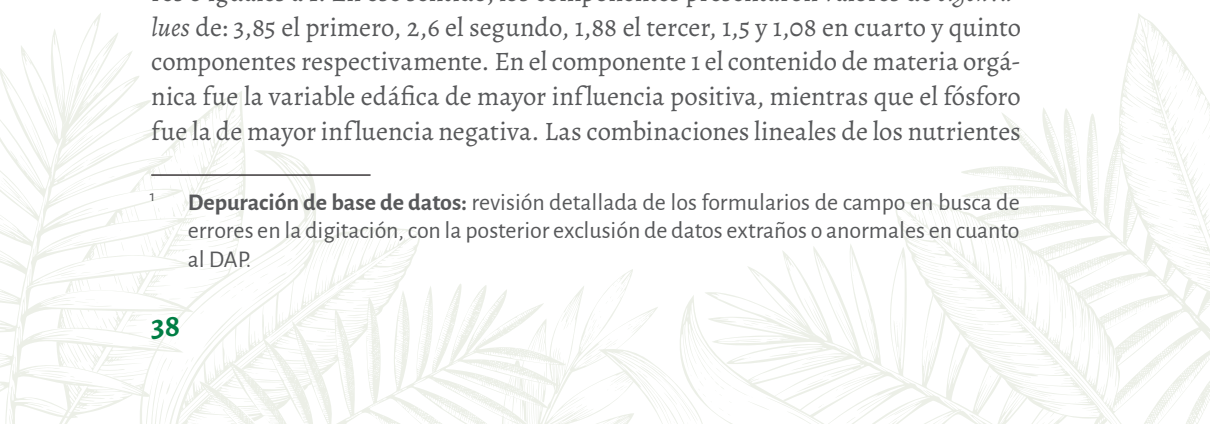 lues de: 3,85 el primero, 2,6 el segundo, 1,88 el tercer, 1,5 y 1,08 en cuarto y quinto
componentes respectivamente. En el componente 1 el contenido de materia orgá-
nica fue la variable edáfica de mayor influencia positiva, mientras que el fósforo
fue la de mayor influencia negativa. Las combinaciones lineales de los nutrientes
1 Depuración de base de datos: revisión detallada de los formularios de campo en busca de
errores en la digitación, con la posterior exclusión de datos extraños o anormales en cuanto
al DAP.
38